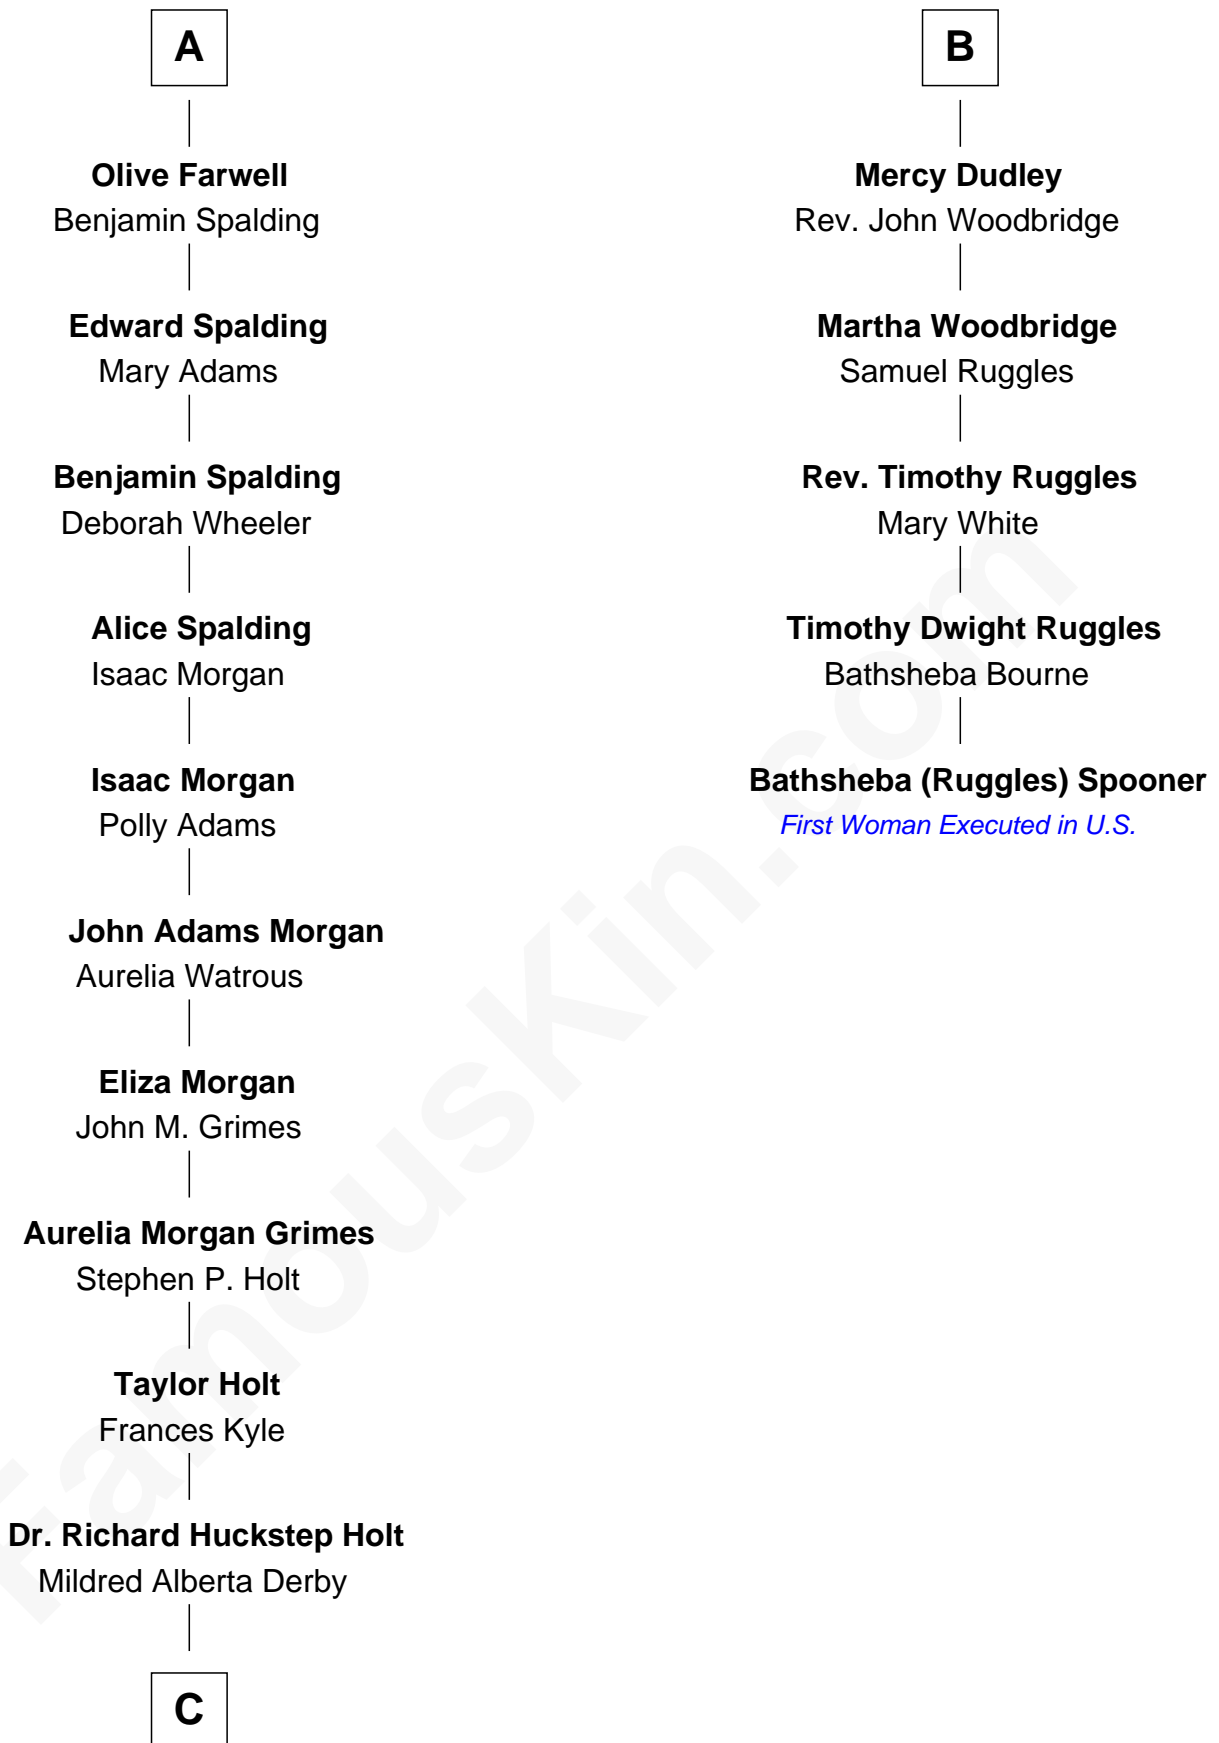 A
Olive Farwell
Benjamin Spalding
Edward Spalding
Mary Adams
Benjamin Spalding
Deborah Wheeler
Alice Spalding
Isaac Morgan
Isaac Morgan
Polly Adams
John Adams Morgan
Aurelia Watrous
Eliza Morgan
John M. Grimes
Aurelia Morgan Grimes
Stephen P. Holt
Taylor Holt
Frances Kyle
Dr. Richard Huckstep Holt
Mildred Alberta Derby
C
B
Mercy Dudley
Rev. John Woodbridge
Martha Woodbridge
Samuel Ruggles
Rev. Timothy Ruggles
Mary White
Timothy Dwight Ruggles
Bathsheba Bourne
Bathsheba (Ruggles) Spooner
First Woman Executed in U.S.
FamousKin.com